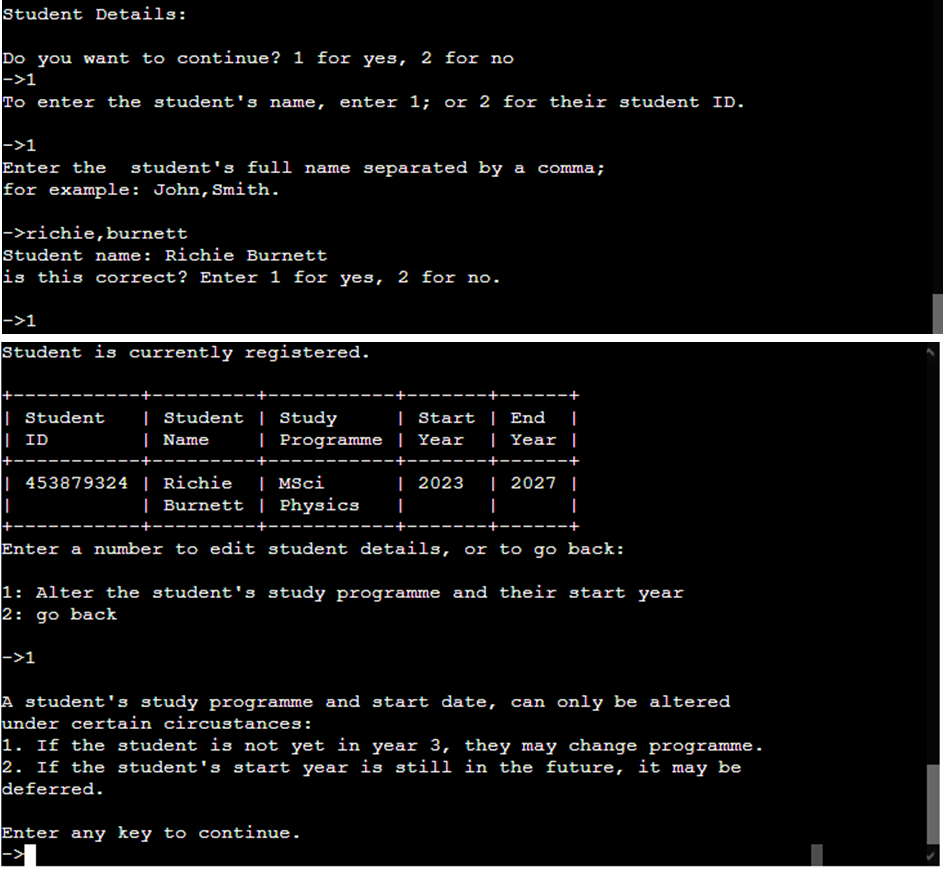 Student Details:
Do you want to continue? 1 for yes, 2 for no
->1
To enter the student's name, enter 1; or 2 for their student ID.
->1
Enter the  student's full name separated by a comma;
for example: John,Smith.
->richie,burnett
Student name: Richie Burnett
is this correct? Enter 1 for yes, 2 for no.
->1
Student is currently registered.
+-----------+---------+-----------+-------+------+
| Student   | Student | Study     | Start | End  |
| ID        | Name    | Programme | Year  | Year |
+-----------+---------+-----------+-------+------+
| 453879324 | Richie  | MSci      | 2023  | 2027 |
|           | Burnett | Physics   |       |      |
+-----------+---------+-----------+-------+------+
Enter a number to edit student details, or to go back:
1: Alter the student's study programme and their start year
2: go back
->1
A student's study programme and start date, can only be altered
under certain circustances:
1. If the student is not yet in year 3, they may change programme.
2. If the student's start year is still in the future, it may be
deferred.
Enter any key to continue.
->